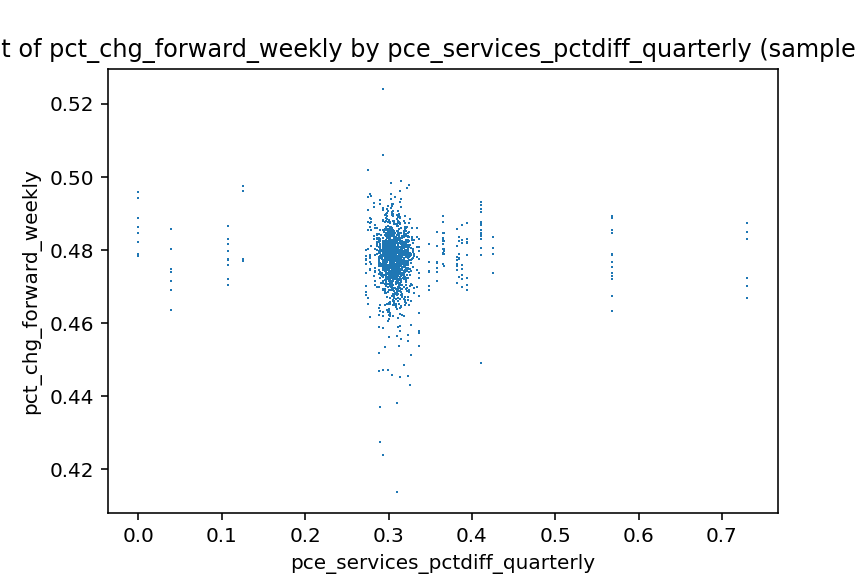 t of pct_chg_forward_weekly by pce_services_pctdiff_quarterly (sample
pct_chg_forward_weekly
0.52
0.50
0.48
0.46
0.44
0.42
0.0 0.1 0.2 0.3 0.4 0.5 0.6 0.7
pce_services_pctdiff_quarterly